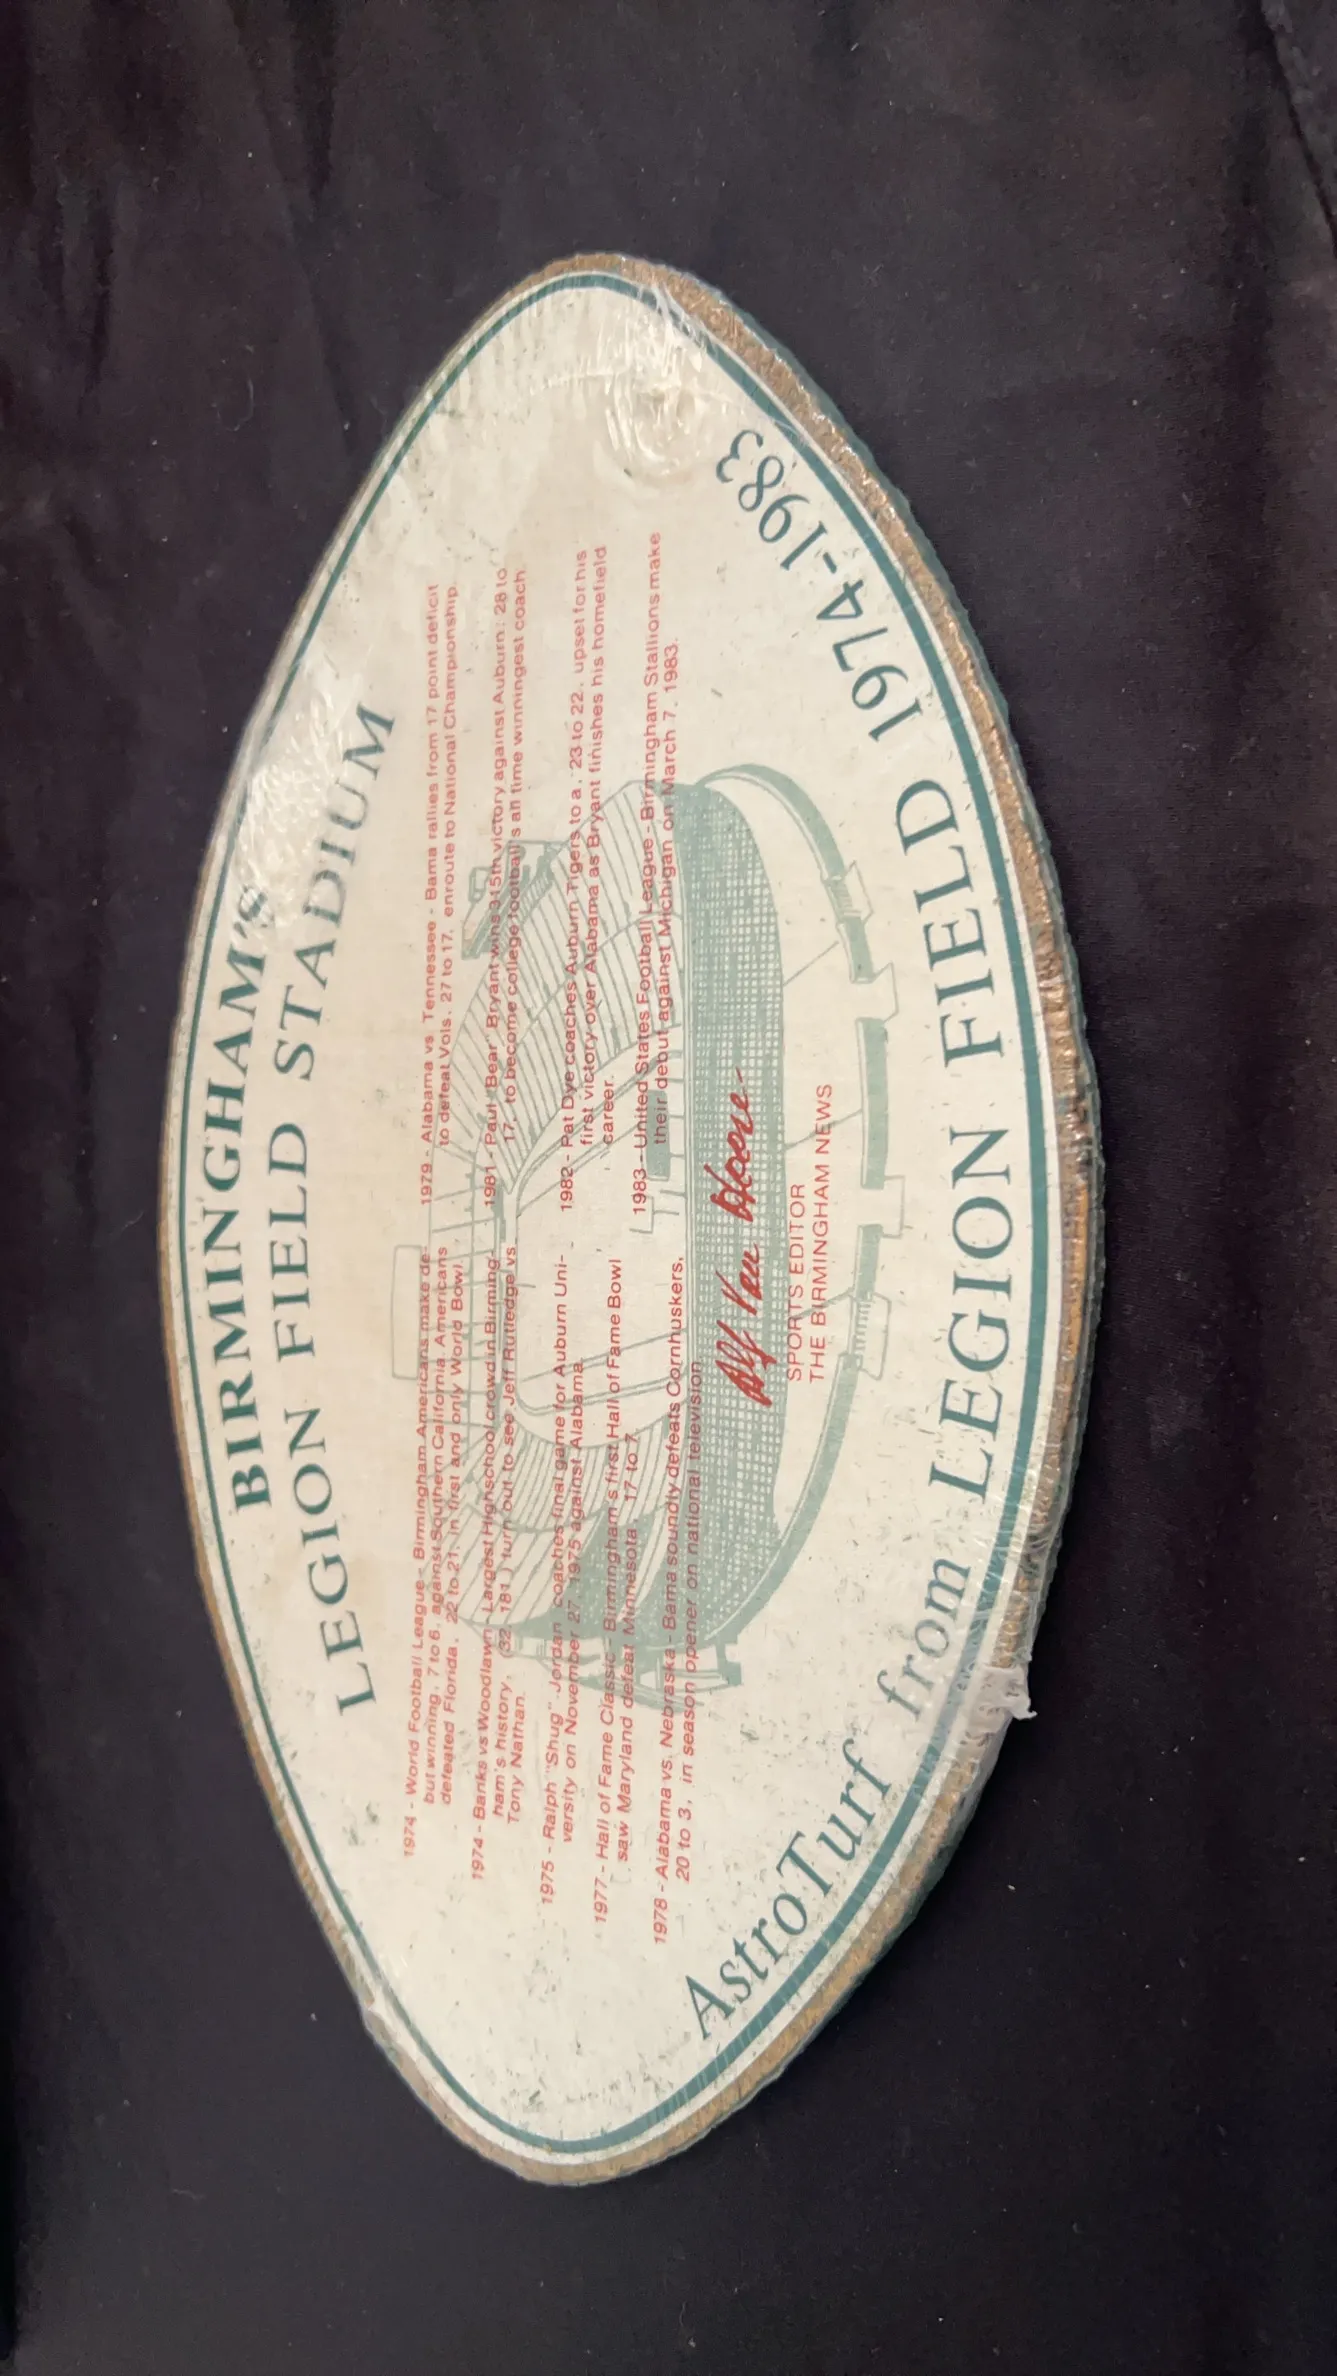 BIRMINGHAM'S
LEGION FIELD STADIUM
1974 - World Football League - Birmingham Americans make de-
but winning, 7 to 6, against Southern California. Americans
defeated Florida, 22 to 21, in first and only World Bowl.
1974 - Banks vs Woodlawn - Largest Highschool crowd in Birming-
ham's history, (32,181) turn out to see Jeff Rutledge vs
Tony Nathan.
1975 - Ralph "Shug" Jordan coaches final game for Auburn Uni-
versity on November 27, 1975 against Alabama.
1977 - Hall of Fame Classic - Birmingham's first Hall of Fame Bowl
saw Maryland defeat Minnesota, 17 to 7.
1978 - Alabama vs. Nebraska - Bama soundly defeats Cornhuskers,
20 to 3, in season opener on national television.
1979 - Alabama vs Tennessee - Bama rallies from 17 point deficit
to defeat Vols, 27 to 17, enroute to National Championship.
1981 - Paul "Bear" Bryant wins 315th victory against Auburn, 28 to
17, to become college football's all time winningest coach
1982 - Pat Dye coaches Auburn Tigers to a, 23 to 22, upset for his
first victory over Alabama as Bryant finishes his homefield
career.
1983 - United States Football League - Birmingham Stallions make
their debut against Michigan on March 7, 1983.
Alf Van Hoose
SPORTS EDITOR
THE BIRMINGHAM NEWS
AstroTurf from LEGION FIELD 1974-1983